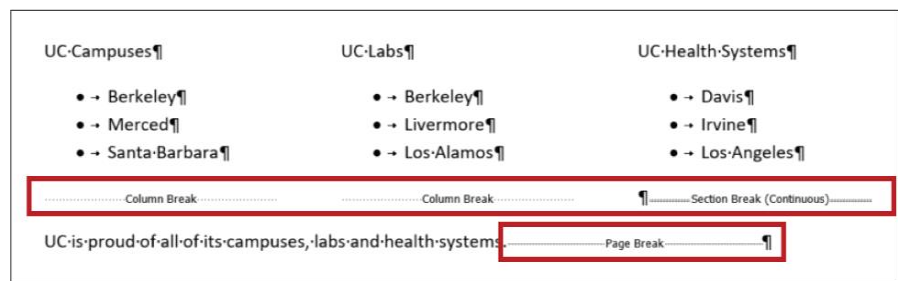 UC·Campuses¶ UC·Labs¶ UC·Health·Systems¶
• → Berkeley¶ • → Berkeley¶ • → Davis¶
• → Merced¶ • → Livermore¶ • → Irvine¶
• → Santa·Barbara¶ • → Los·Alamos¶ • → Los·Angeles¶
Column Break Column Break ¶ Section Break (Continuous)
UC·is·proud·of·all·of·its·campuses,·labs·and·health·systems. Page Break ¶